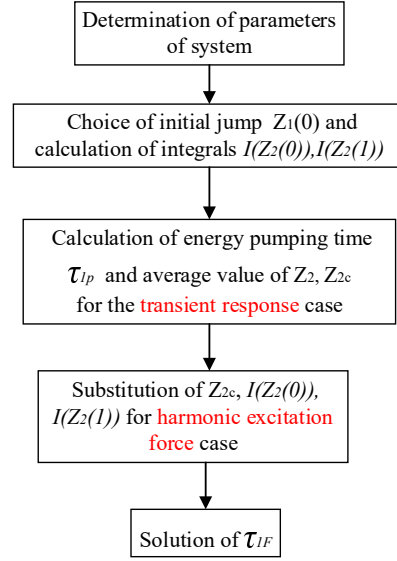 Determination of parameters
of system
Choice of initial jump Z₁(0) and
calculation of integrals I(Z₂(0)),I(Z₂(1))
Calculation of energy pumping time
τ₁ₚ and average value of Z₂, Z₂c
for the transient response case
Substitution of Z₂c, I(Z₂(0)),
I(Z₂(1)) for harmonic excitation
force case
Solution of τ₁F